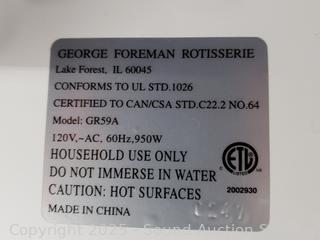 GEORGE FOREMAN ROTISSERIE
Lake Forest, IL 60045
CONFORMS TO UL STD.1026
CERTIFIED TO CAN/CSA STD.C22.2 NO.64
Model: GR59A
120V,~AC, 60Hz,950W
HOUSEHOLD USE ONLY
DO NOT IMMERSE IN WATER
CAUTION: HOT SURFACES
MADE IN CHINA
ETL
LISTED
2002930